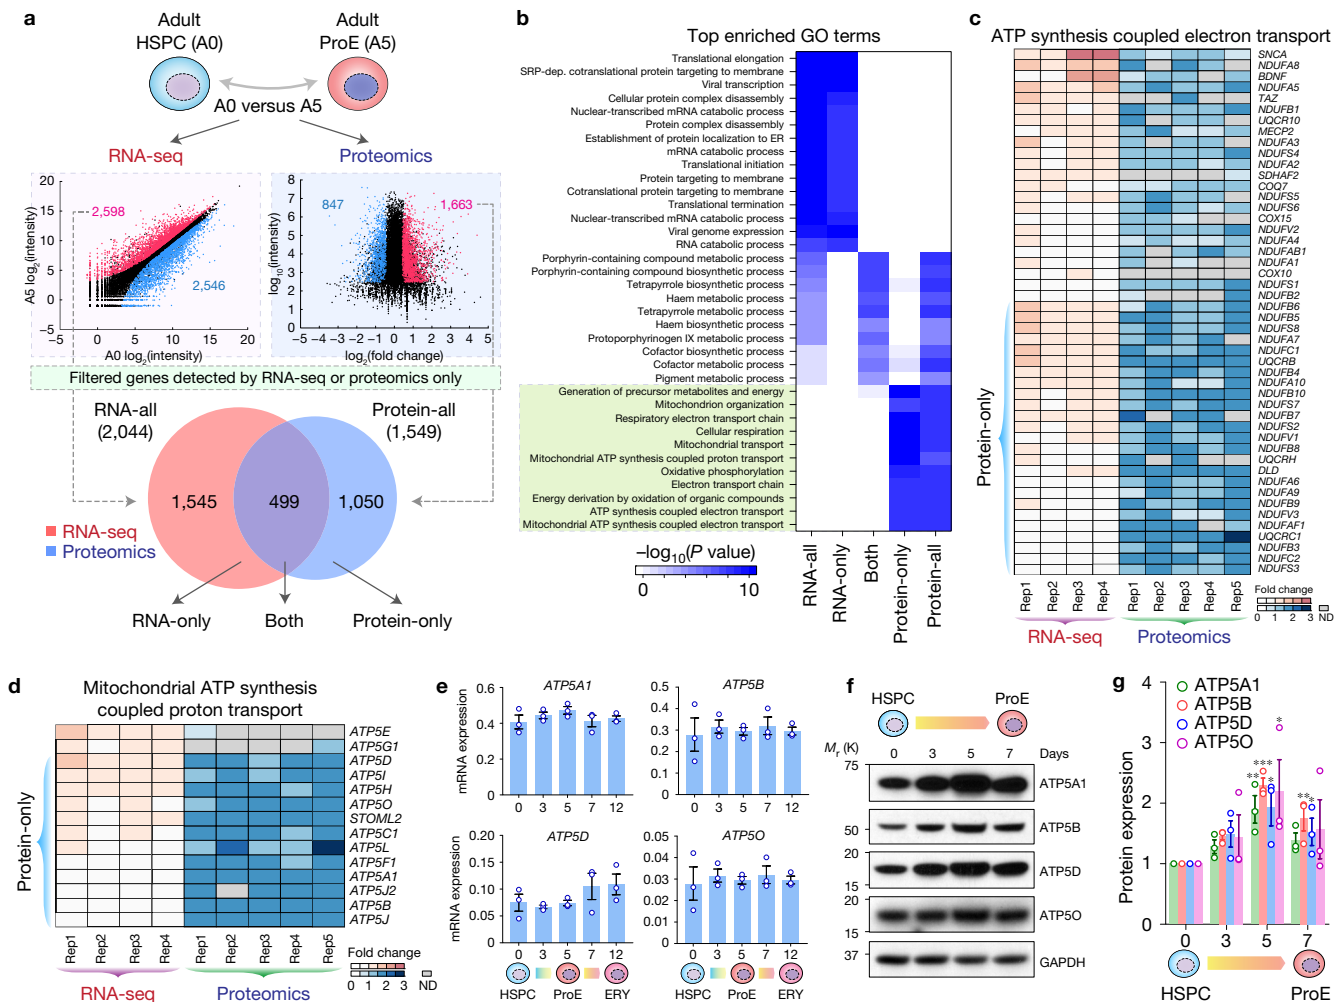 a
Adult
HSPC (A0)
Adult
ProE (A5)
A0 versus A5
RNA-seq
Proteomics
20
15
10
5
0
−5
−5
0
5
10
15
20
A5 log2(intensity)
A0 log2(intensity)
2,598
2,546
8
7
6
5
4
3
2
1
0
−5 −4 −3 −2 −1 0 1 2 3 4 5
log10(intensity)
log2(fold change)
847
1,663
Filtered genes detected by RNA-seq or proteomics only
RNA-all
(2,044)
Protein-all
(1,549)
1,545
499
1,050
RNA-seq
Proteomics
RNA-only
Both
Protein-only
b
Top enriched GO terms
Translational elongation
SRP-dep. cotranslational protein targeting to membrane
Viral transcription
Cellular protein complex disassembly
Nuclear-transcribed mRNA catabolic process
Protein complex disassembly
Establishment of protein localization to ER
mRNA catabolic process
Translational initiation
Protein targeting to membrane
Cotranslational protein targeting to membrane
Translational termination
Nuclear-transcribed mRNA catabolic process
Viral genome expression
RNA catabolic process
Porphyrin-containing compound metabolic process
Porphyrin-containing compound biosynthetic process
Tetrapyrrole biosynthetic process
Haem metabolic process
Tetrapyrrole metabolic process
Haem biosynthetic process
Protoporphyrinogen IX metabolic process
Cofactor biosynthetic process
Cofactor metabolic process
Pigment metabolic process
Generation of precursor metabolites and energy
Mitochondrion organization
Respiratory electron transport chain
Cellular respiration
Mitochondrial transport
Mitochondrial ATP synthesis coupled proton transport
Oxidative phosphorylation
Electron transport chain
Energy derivation by oxidation of organic compounds
ATP synthesis coupled electron transport
Mitochondrial ATP synthesis coupled electron transport
−log10(P value)
0
10
RNA-all
RNA-only
Both
Protein-only
Protein-all
c
ATP synthesis coupled electron transport
SNCA
NDUFA8
BDNF
NDUFA5
TAZ
NDUFB1
UQCR10
MECP2
NDUFA3
NDUFS4
NDUFA2
SDHAF2
COQ7
NDUFS5
NDUFS6
COX15
NDUFV2
NDUFA4
NDUFAB1
NDUFA1
COX10
NDUFS1
NDUFB2
NDUFB6
NDUFB5
NDUFS8
NDUFA7
NDUFC1
UQCRB
NDUFB4
NDUFA10
NDUFB10
NDUFS7
NDUFB7
NDUFS2
NDUFV1
NDUFB8
UQCRH
DLD
NDUFA6
NDUFA9
NDUFB9
NDUFV3
NDUFAF1
UQCRC1
NDUFB3
NDUFC2
NDUFS3
Protein-only
Rep1
Rep2
Rep3
Rep4
Rep1
Rep2
Rep3
Rep4
Rep5
RNA-seq
Proteomics
Fold change
0 1 2 3 ND
d
Mitochondrial ATP synthesis
coupled proton transport
ATP5E
ATP5G1
ATP5D
ATP5I
ATP5H
ATP5O
STOML2
ATP5C1
ATP5L
ATP5F1
ATP5A1
ATP5J2
ATP5B
ATP5J
Protein-only
Rep1
Rep2
Rep3
Rep4
Rep1
Rep2
Rep3
Rep4
Rep5
RNA-seq
Proteomics
Fold change
0 1 2 3 ND
e
ATP5A1
mRNA expression
0.6
0.4
0.2
0
0 3 5 7 12
ATP5B
0.5
0.4
0.3
0.2
0.1
0
0 3 5 7 12
ATP5D
mRNA expression
0.20
0.15
0.10
0.05
0
0 3 5 7 12
HSPC ProE ERY
ATP5O
0.05
0.04
0.03
0.02
0.01
0
0 3 5 7 12
HSPC ProE ERY
f
HSPC
ProE
Mr (K)
0 3 5 7 Days
75
ATP5A1
50
ATP5B
20
15
ATP5D
20
15
ATP5O
37
GAPDH
g
ATP5A1
ATP5B
ATP5D
ATP5O
Protein expression
4
3
2
1
0
**
***
*
*
**
*
0 3 5 7
HSPC
ProE